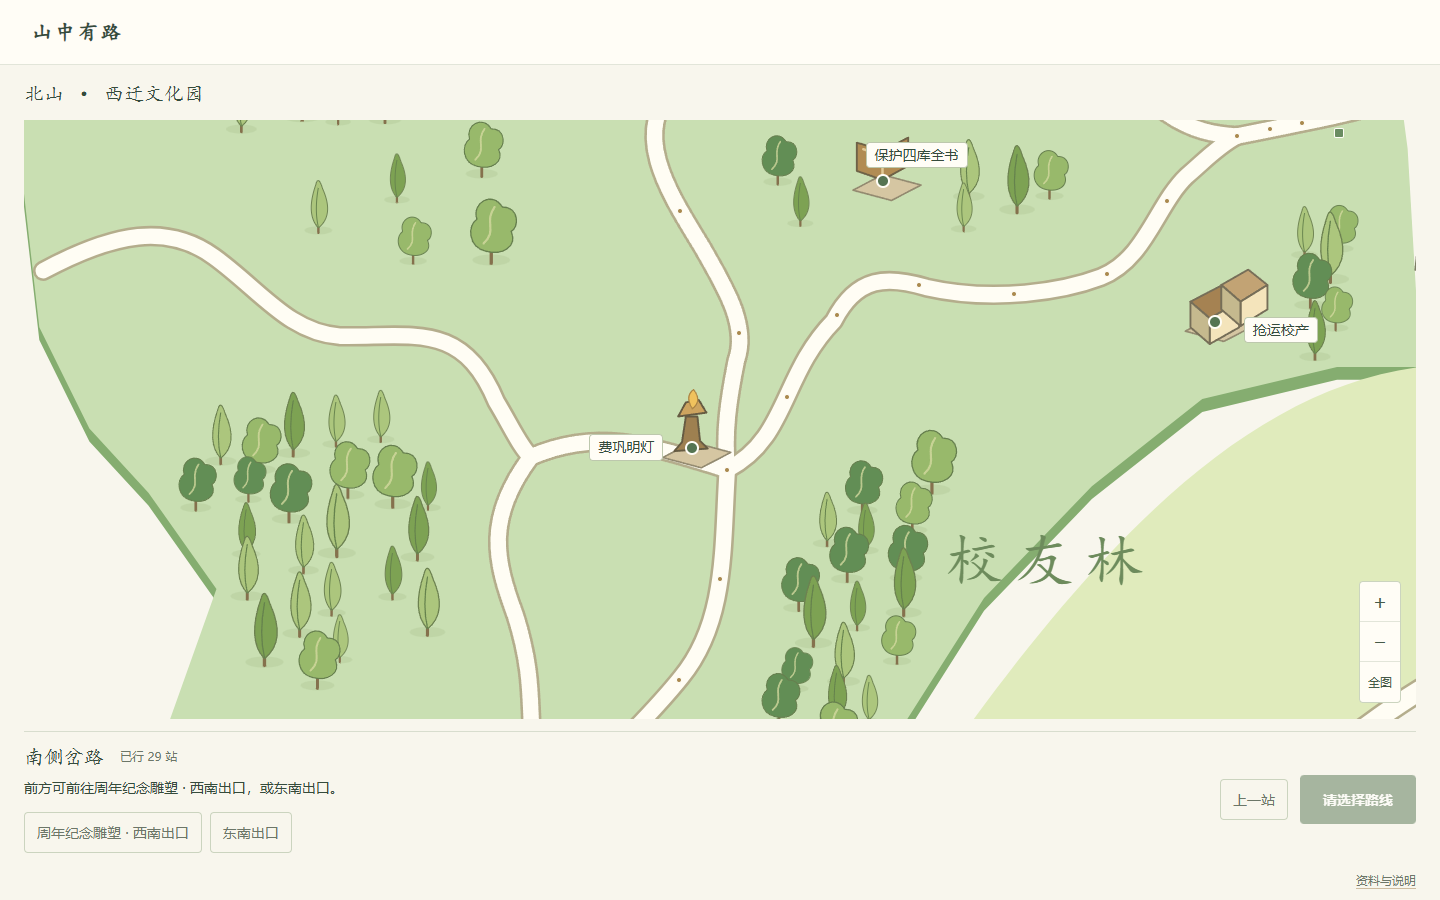 山中有路
北山 • 西迁文化园
保护四库全书
抢运校产
费巩明灯
校友林
+
−
全图
南侧岔路 已行 29 站
前方可前往周年纪念雕塑 · 西南出口，或东南出口。
上一站 请选择路线
周年纪念雕塑 · 西南出口 东南出口
资料与说明